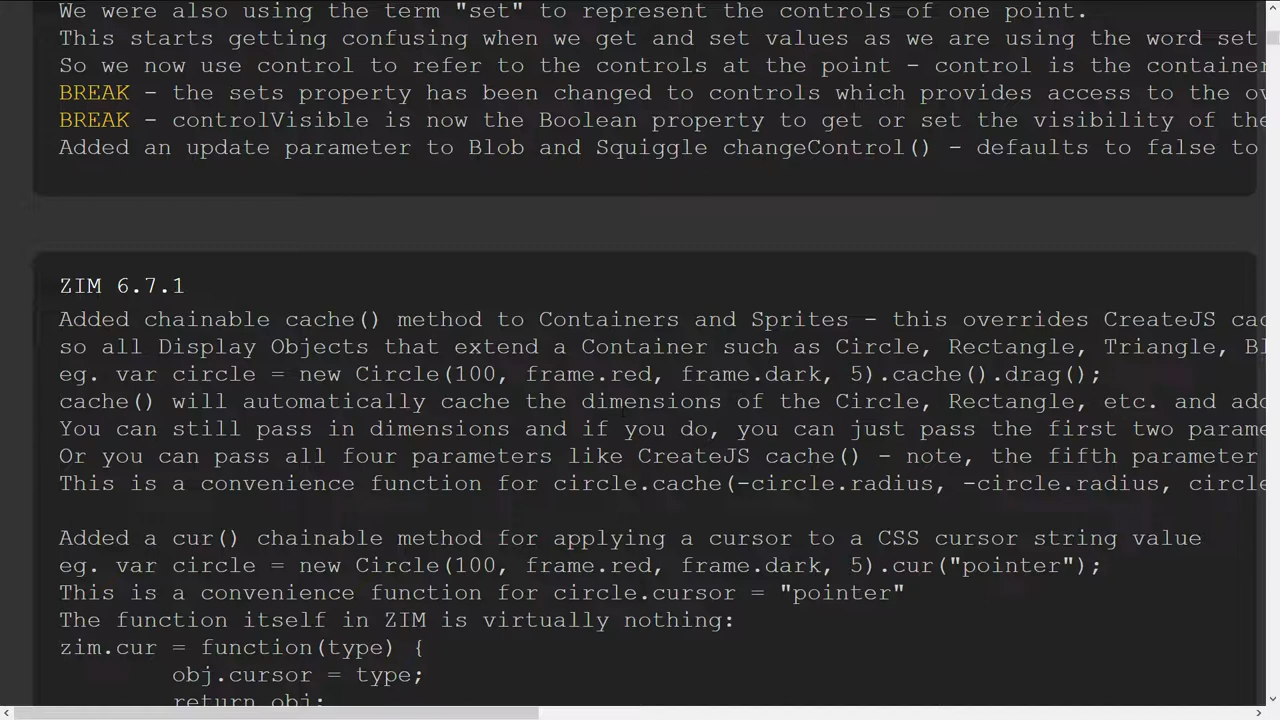 We were also using the term "set" to represent the controls of one point.
This starts getting confusing when we get and set values as we are using the word set
So we now use control to refer to the controls at the point - control is the container
BREAK - the sets property has been changed to controls which provides access to the ov
BREAK - controlVisible is now the Boolean property to get or set the visibility of the
Added an update parameter to Blob and Squiggle changeControl() - defaults to false to
ZIM 6.7.1
Added chainable cache() method to Containers and Sprites - this overrides CreateJS cac
so all Display Objects that extend a Container such as Circle, Rectangle, Triangle, Bl
eg. var circle = new Circle(100, frame.red, frame.dark, 5).cache().drag();
cache() will automatically cache the dimensions of the Circle, Rectangle, etc. and add
You can still pass in dimensions and if you do, you can just pass the first two parame
Or you can pass all four parameters like CreateJS cache() - note, the fifth parameter
This is a convenience function for circle.cache(-circle.radius, -circle.radius, circle
Added a cur() chainable method for applying a cursor to a CSS cursor string value
eg. var circle = new Circle(100, frame.red, frame.dark, 5).cur("pointer");
This is a convenience function for circle.cursor = "pointer"
The function itself in ZIM is virtually nothing:
zim.cur = function(type) {
obj.cursor = type;
return obj;